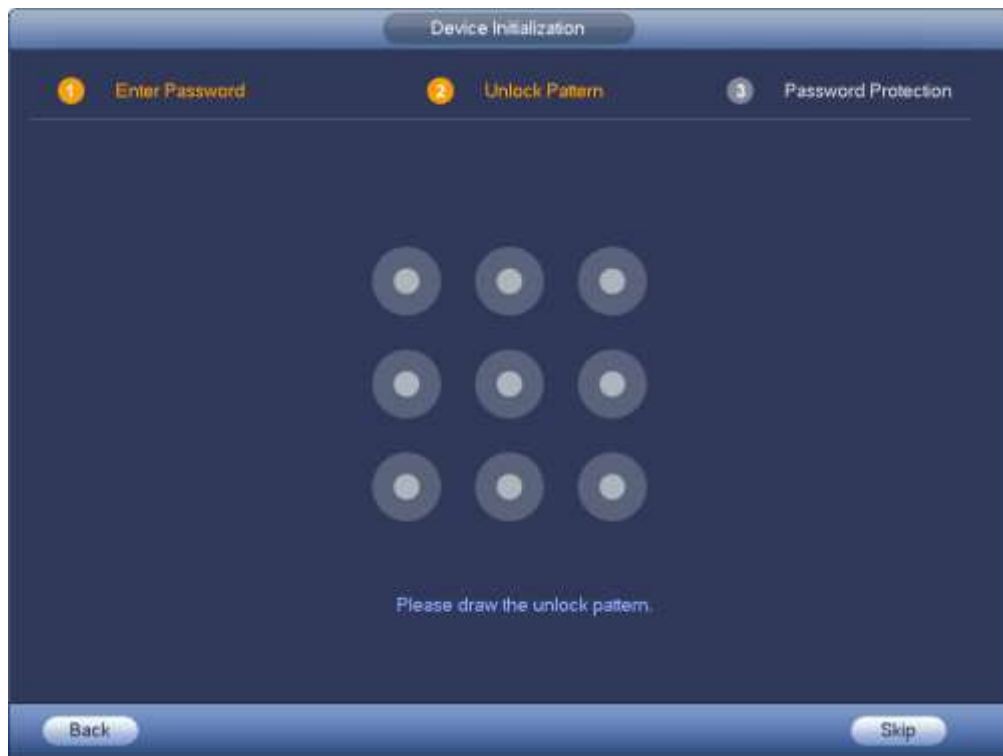 Device Initialization
1 Enter Password 2 Unlock Pattern 3 Password Protection
Please draw the unlock pattern.
Back Skip